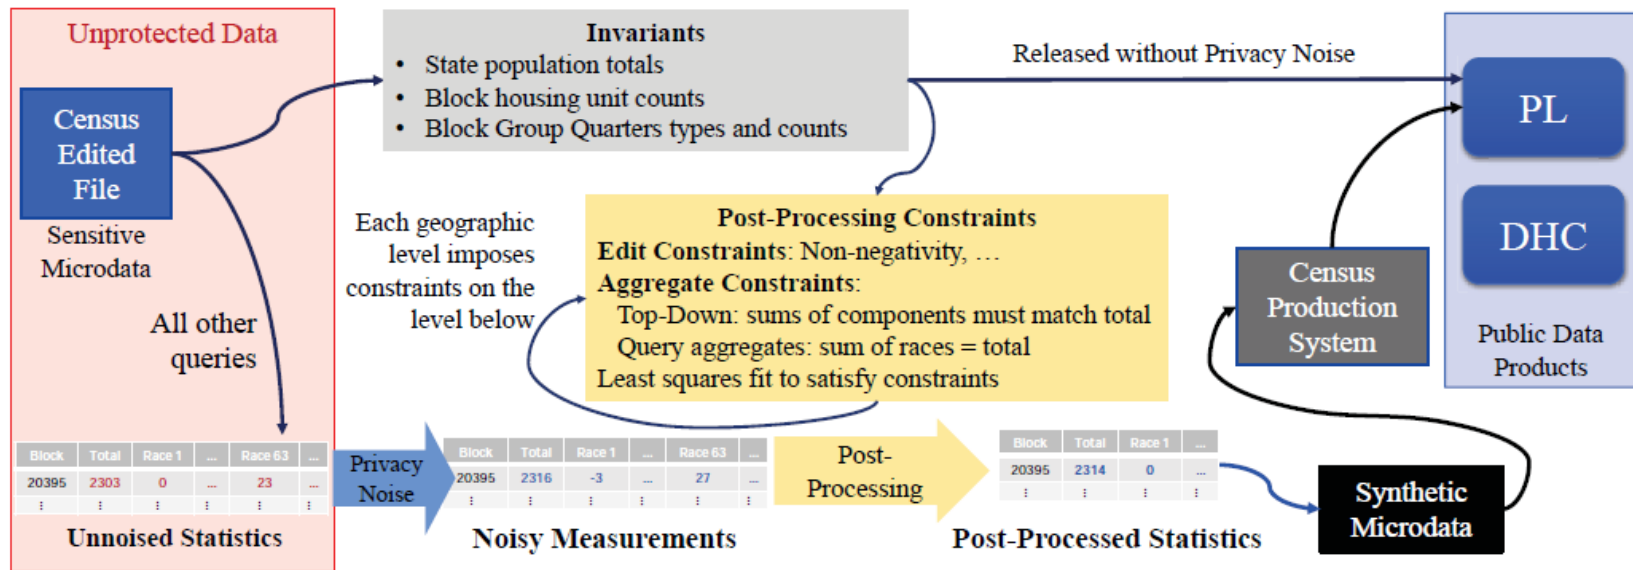 Unprotected Data
Census
Edited
File
Sensitive
Microdata
All other
queries
Invariants
• State population totals
• Block housing unit counts
• Block Group Quarters types and counts
Released without Privacy Noise
PL
DHC
Public Data
Products
Each geographic
level imposes
constraints on the
level below
Post-Processing Constraints
Edit Constraints: Non-negativity, …
Aggregate Constraints:
Top-Down: sums of components must match total
Query aggregates: sum of races = total
Least squares fit to satisfy constraints
Census
Production
System
Block Total Race 1 ... Race 63 ...
20395 2303 0 ... 23 ...
⋮ ⋮ ⋮ ⋮ ⋮ ⋮
Unnoised Statistics
Privacy
Noise
Block Total Race 1 ... Race 63 ...
20395 2316 -3 ... 27 ...
⋮ ⋮ ⋮ ⋮ ⋮ ⋮
Noisy Measurements
Post-
Processing
Block Total Race 1 ...
20395 2314 0 ...
⋮ ⋮ ⋮ ⋮
Post-Processed Statistics
Synthetic
Microdata